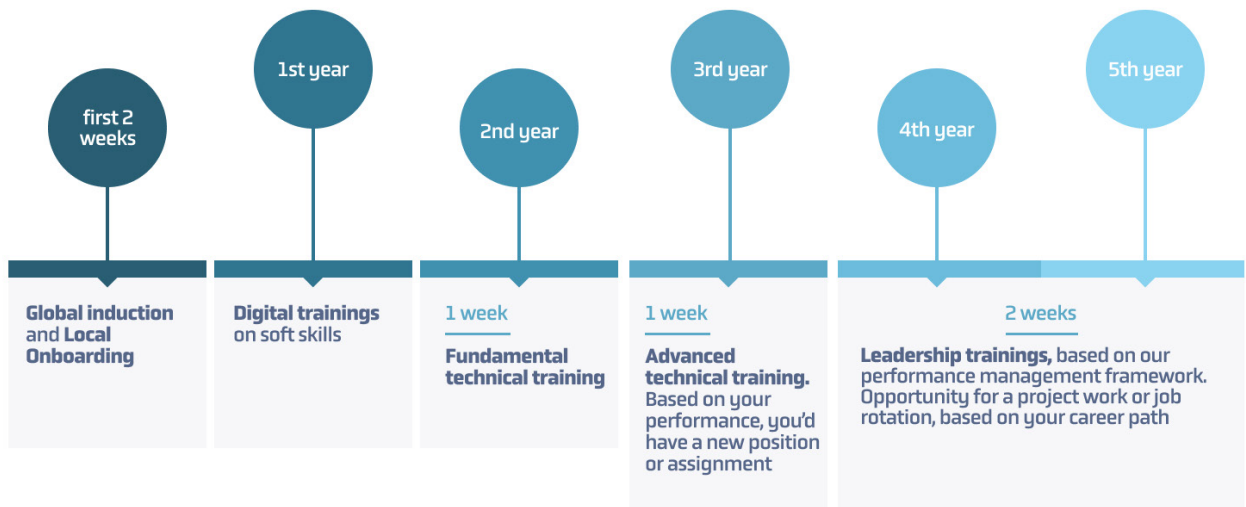 first 2
weeks
1st year
2nd year
3rd year
4th year
5th year
Global induction
and Local
Onboarding
Digital trainings
on soft skills
1 week
Fundamental
technical training
1 week
Advanced
technical training.
Based on your
performance, you'd
have a new position
or assignment
2 weeks
Leadership trainings, based on our
performance management framework.
Opportunity for a project work or job
rotation, based on your career path